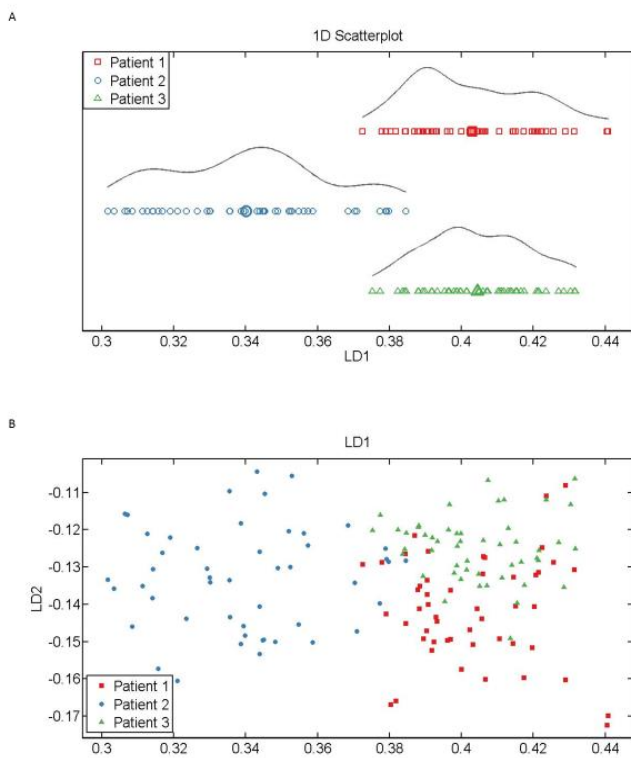 A
1D Scatterplot
Patient 1
Patient 2
Patient 3
0.3 0.32 0.34 0.36 0.38 0.4 0.42 0.44
LD1
B
LD1
-0.11
-0.12
-0.13
-0.14
-0.15
-0.16
-0.17
LD2
Patient 1
Patient 2
Patient 3
0.3 0.32 0.34 0.36 0.38 0.4 0.42 0.44